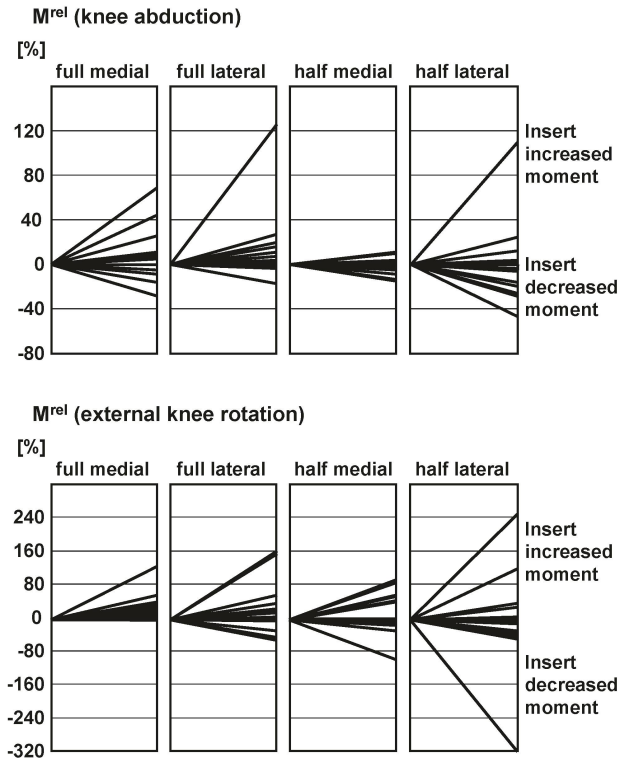 Mrel (knee abduction)
[%]
full medial full lateral half medial half lateral
120
80
40
0
-40
-80
Insert
increased
moment
Insert
decreased
moment
Mrel (external knee rotation)
[%]
full medial full lateral half medial half lateral
240
160
80
0
-80
-160
-240
-320
Insert
increased
moment
Insert
decreased
moment